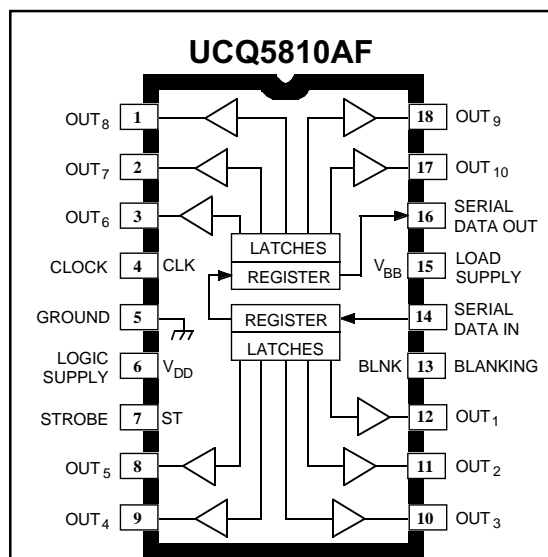 UCQ5810AF
OUT8 1 18 OUT9
OUT7 2 17 OUT10
OUT6 3 16 SERIAL DATA OUT
LATCHES
CLOCK 4 CLK REGISTER VBB 15 LOAD SUPPLY
GROUND 5 REGISTER 14 SERIAL DATA IN
LATCHES
LOGIC SUPPLY 6 VDD BLNK 13 BLANKING
STROBE 7 ST 12 OUT1
OUT5 8 11 OUT2
OUT4 9 10 OUT3